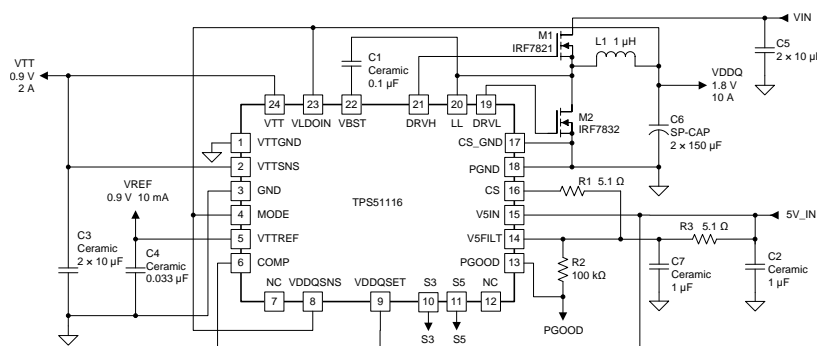 M1
IRF7821
L1 1 µH
VIN
C5
2 × 10 µ
VTT
0.9 V
2 A
C1
Ceramic
0.1 µF
VDDQ
1.8 V
10 A
M2
IRF7832
C6
SP-CAP
2 × 150 µF
24
23
22
21
20
19
VTT
VLDOIN
VBST
DRVH
LL
DRVL
1
VTTGND
CS_GND
17
2
VTTSNS
PGND
18
3
GND
CS
16
R1 5.1 Ω
VREF
0.9 V 10 mA
TPS51116
4
MODE
V5IN
15
5V_IN
5
VTTREF
V5FILT
14
R3 5.1 Ω
6
COMP
PGOOD
13
C3
Ceramic
2 × 10 µF
C4
Ceramic
0.033 µF
R2
100 kΩ
C7
Ceramic
1 µF
C2
Ceramic
1 µF
NC
VDDQSNS
VDDQSET
S3
S5
NC
7
8
9
10
11
12
S3
S5
PGOOD